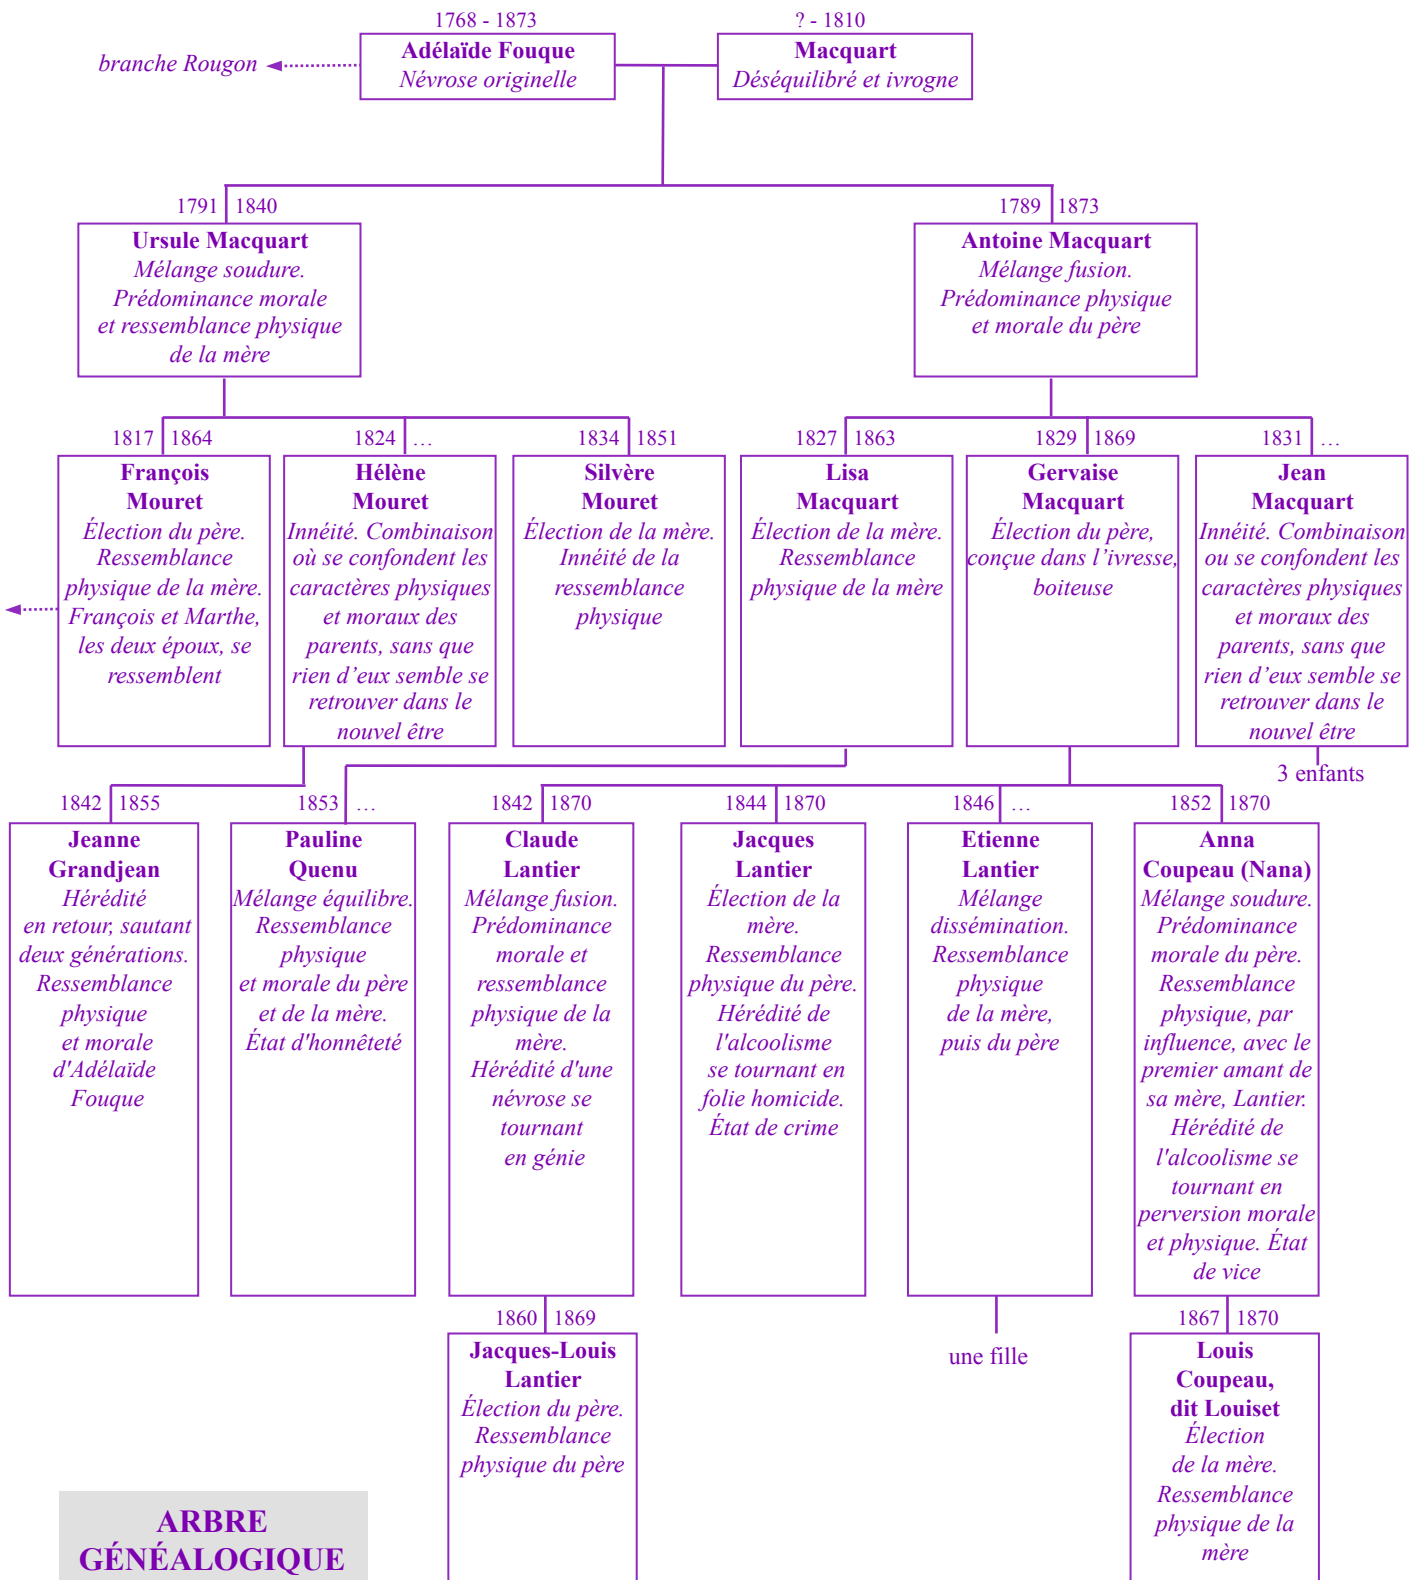 1768 - 1873
? - 1810
branche Rougon
Adélaïde Fouque
Névrose originelle
Macquart
Déséquilibré et ivrogne
1791 1840
Ursule Macquart
Mélange soudure.
Prédominance morale
et ressemblance physique
de la mère
1789 1873
Antoine Macquart
Mélange fusion.
Prédominance physique
et morale du père
1817 1864
François
Mouret
Élection du père.
Ressemblance
physique de la mère.
François et Marthe,
les deux époux, se
ressemblent
1824 …
Hélène
Mouret
Innéité. Combinaison
où se confondent les
caractères physiques
et moraux des
parents, sans que
rien d’eux semble se
retrouver dans le
nouvel être
1834 1851
Silvère
Mouret
Élection de la mère.
Innéité de la
ressemblance
physique
1827 1863
Lisa
Macquart
Élection de la mère.
Ressemblance
physique de la mère
1829 1869
Gervaise
Macquart
Élection du père,
conçue dans l’ivresse,
boiteuse
1831 …
Jean
Macquart
Innéité. Combinaison
ou se confondent les
caractères physiques
et moraux des
parents, sans que
rien d’eux semble se
retrouver dans le
nouvel être
3 enfants
1842 1855
Jeanne
Grandjean
Hérédité
en retour, sautant
deux générations.
Ressemblance
physique
et morale
d'Adélaïde
Fouque
1853 …
Pauline
Quenu
Mélange équilibre.
Ressemblance
physique
et morale du père
et de la mère.
État d'honnêteté
1842 1870
Claude
Lantier
Mélange fusion.
Prédominance
morale et
ressemblance
physique de la
mère.
Hérédité d'une
névrose se
tournant
en génie
1844 1870
Jacques
Lantier
Élection de la
mère.
Ressemblance
physique du père.
Hérédité de
l'alcoolisme
se tournant en
folie homicide.
État de crime
1846 …
Etienne
Lantier
Mélange
dissémination.
Ressemblance
physique
de la mère,
puis du père
1852 1870
Anna
Coupeau (Nana)
Mélange soudure.
Prédominance
morale du père.
Ressemblance
physique, par
influence, avec le
premier amant de
sa mère, Lantier.
Hérédité de
l'alcoolisme se
tournant en
perversion morale
et physique. État
de vice
1860 1869
Jacques-Louis
Lantier
Élection du père.
Ressemblance
physique du père
une fille
1867 1870
Louis
Coupeau,
dit Louiset
Élection
de la mère.
Ressemblance
physique de la
mère
ARBRE
GÉNÉALOGIQUE